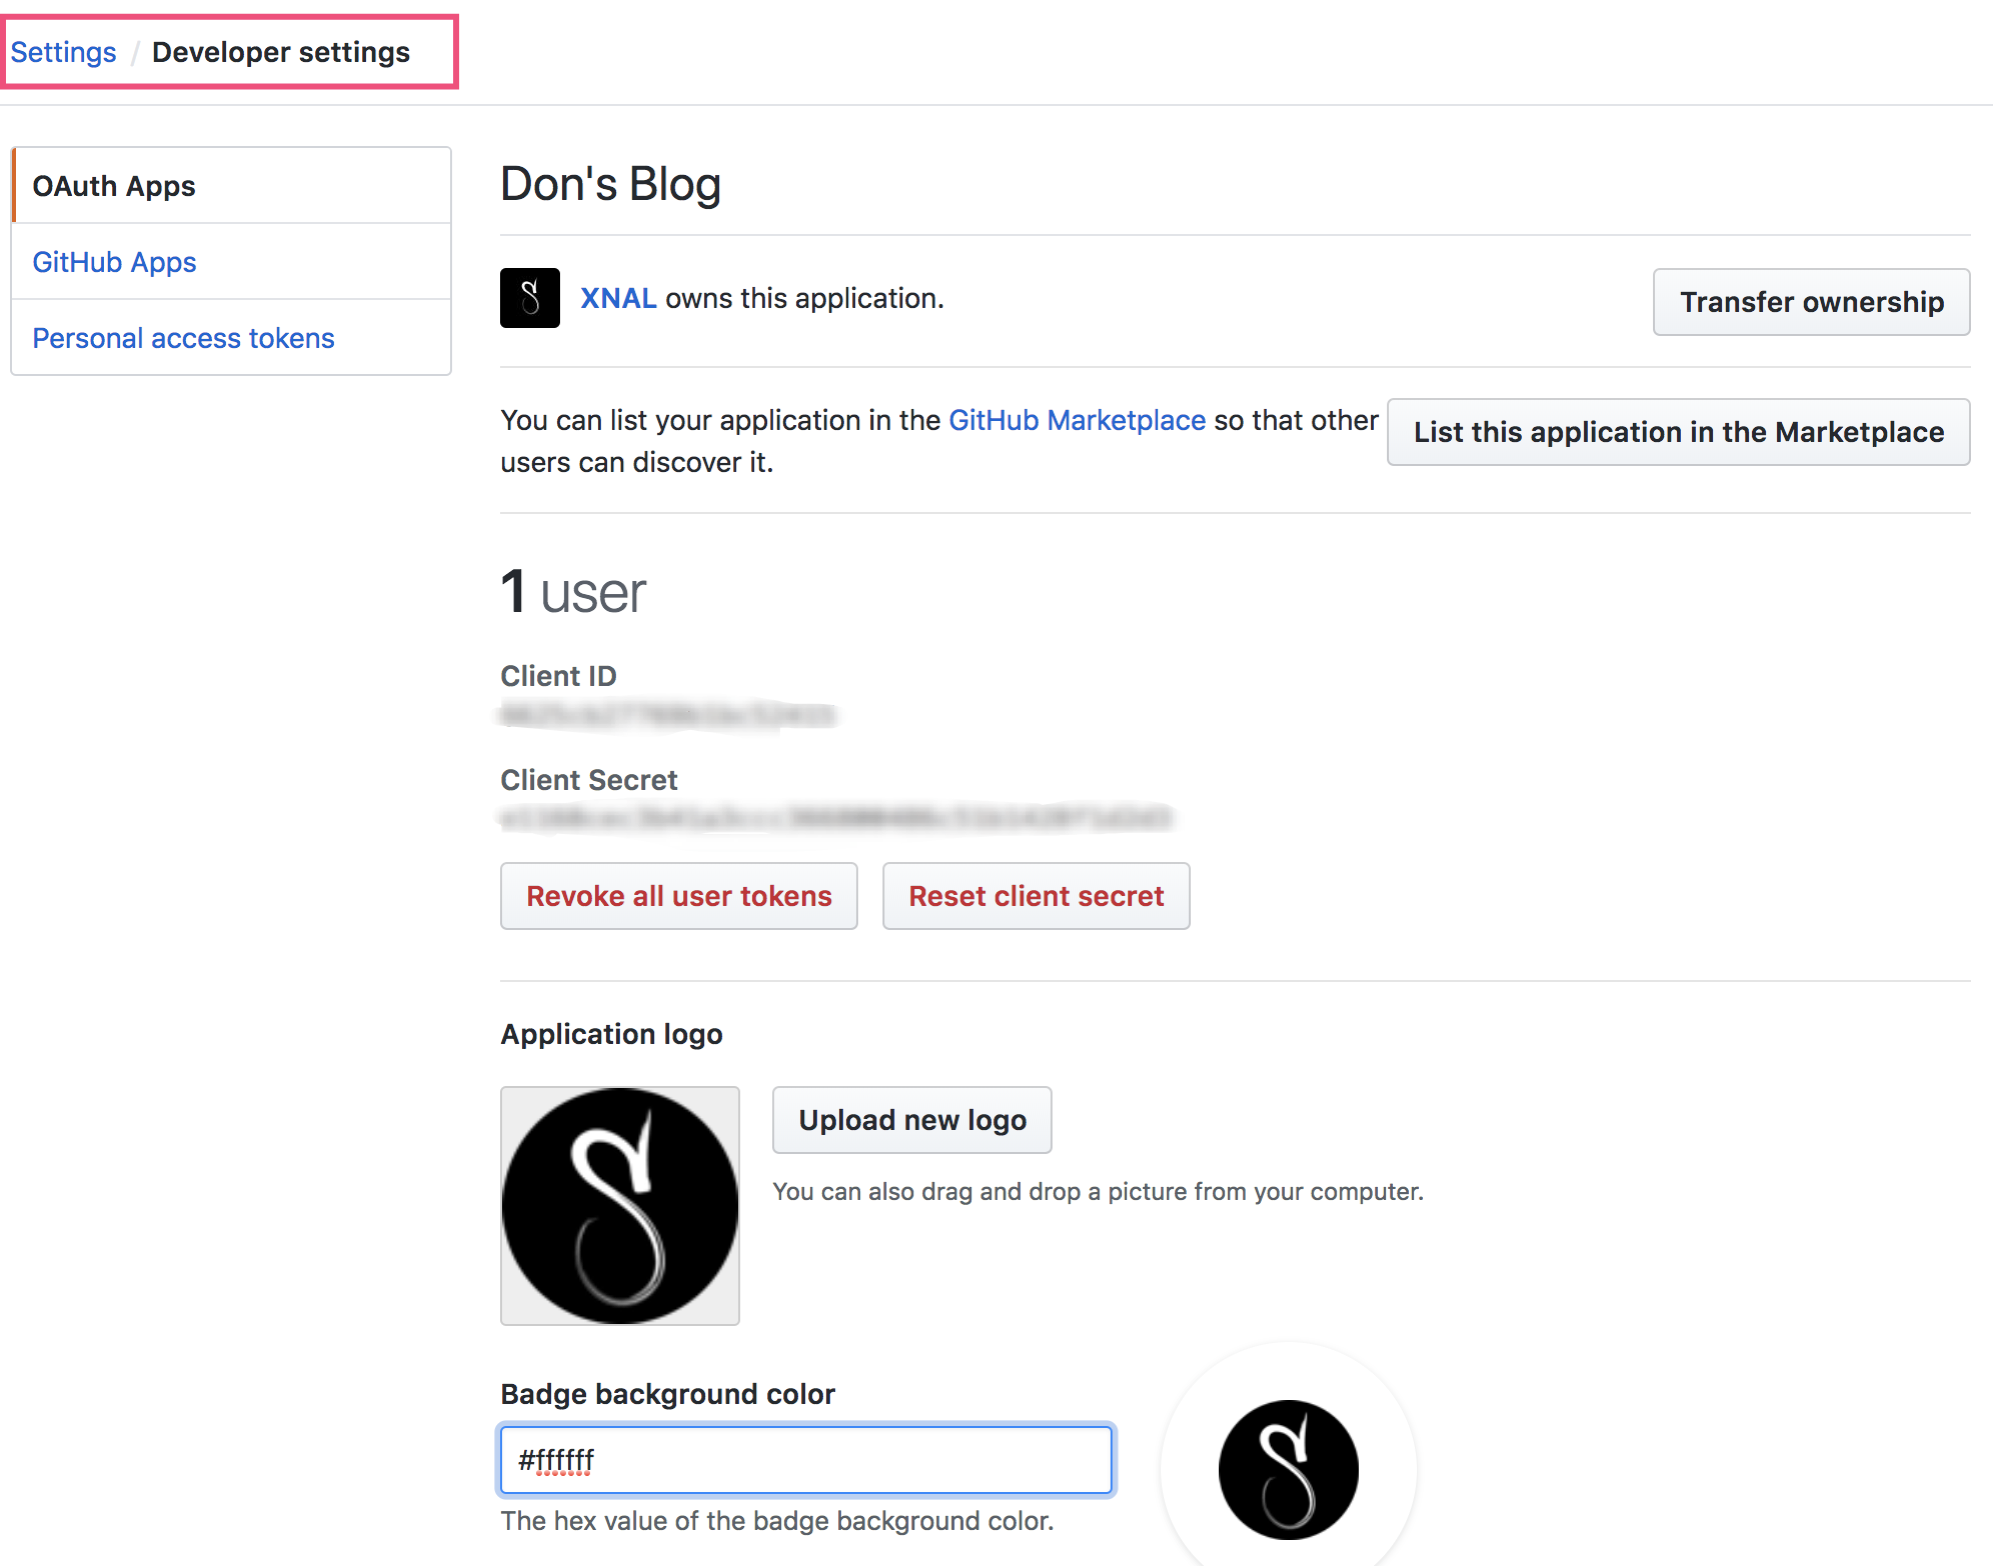 Settings / Developer settings
OAuth Apps
GitHub Apps
Personal access tokens
Don's Blog
XNAL owns this application.
Transfer ownership
You can list your application in the GitHub Marketplace so that other
users can discover it.
List this application in the Marketplace
1 user
Client ID
Client Secret
Revoke all user tokens
Reset client secret
Application logo
Upload new logo
You can also drag and drop a picture from your computer.
Badge background color
#ffffff
The hex value of the badge background color.